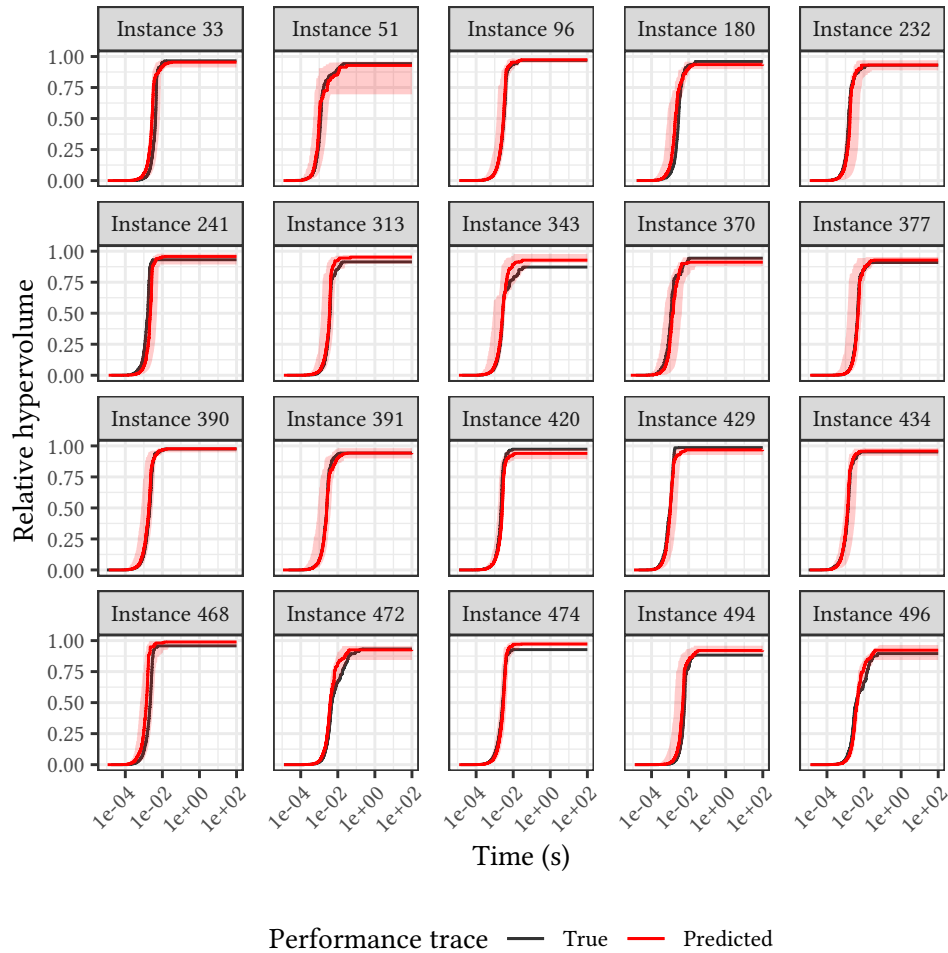 Instance 33 Instance 51 Instance 96 Instance 180 Instance 232
1.00
0.75
0.50
0.25
0.00
Instance 241 Instance 313 Instance 343 Instance 370 Instance 377
1.00
0.75
0.50
0.25
0.00
Instance 390 Instance 391 Instance 420 Instance 429 Instance 434
1.00
0.75
0.50
0.25
0.00
Instance 468 Instance 472 Instance 474 Instance 494 Instance 496
1.00
0.75
0.50
0.25
0.00
Relative hypervolume
1e-04 1e-02 1e+00 1e+02 1e-04 1e-02 1e+00 1e+02 1e-04 1e-02 1e+00 1e+02 1e-04 1e-02 1e+00 1e+02 1e-04 1e-02 1e+00 1e+02
Time (s)
Performance trace True Predicted